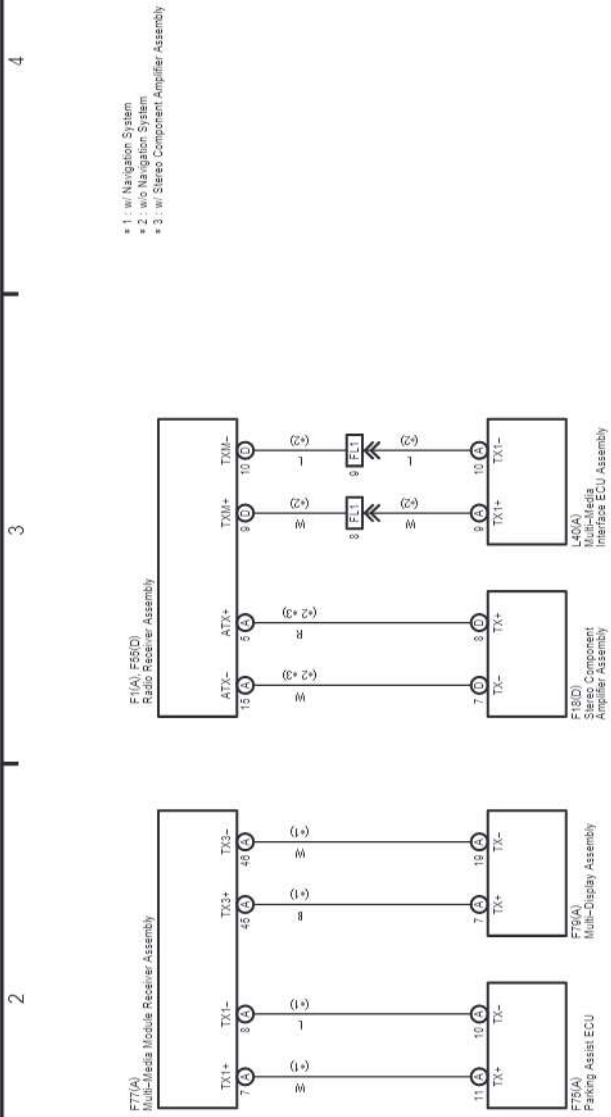 2
3
4
F77(A)
Multi-Media Module Receiver Assembly
TX1+
TX1-
TX3+
TX3-
7 A
8 A
45 A
46 A
W
(*1)
L
(*1)
B
(*1)
W
(*1)
11 A
10 A
7 A
19 A
TX+
TX-
TX+
TX-
F75(A)
Parking Assist ECU
F79(A)
Multi-Display Assembly
F1(A), F56(D)
Radio Receiver Assembly
ATX-
ATX+
TXM+
TXM-
15 A
5 A
9 D
10 D
W
(*2 *3)
R
(*2 *3)
W
(*2)
L
(*2)
8 FL1
9 FL1
W
(*2)
L
(*2)
7 D
8 D
9 A
10 A
TX-
TX+
TX1+
TX1-
F18(D)
Stereo Component
Amplifier Assembly
L40(A)
Multi-Media
Interface ECU Assembly
* 1 : w/ Navigation System
* 2 : w/o Navigation System
* 3 : w/ Stereo Component Amplifier Assembly